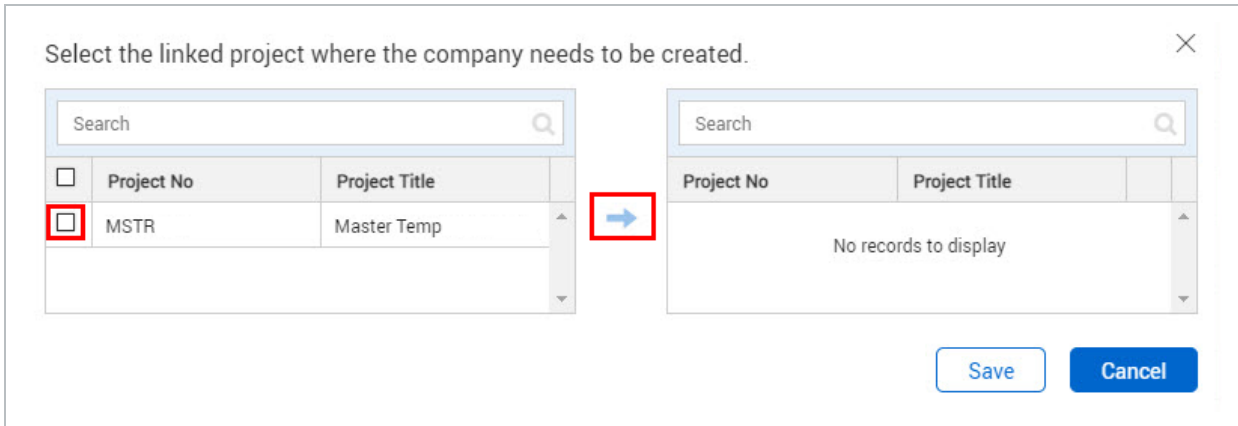 Select the linked project where the company needs to be created.
Search
Project No Project Title
MSTR Master Temp
Search
Project No Project Title
No records to display
Save Cancel